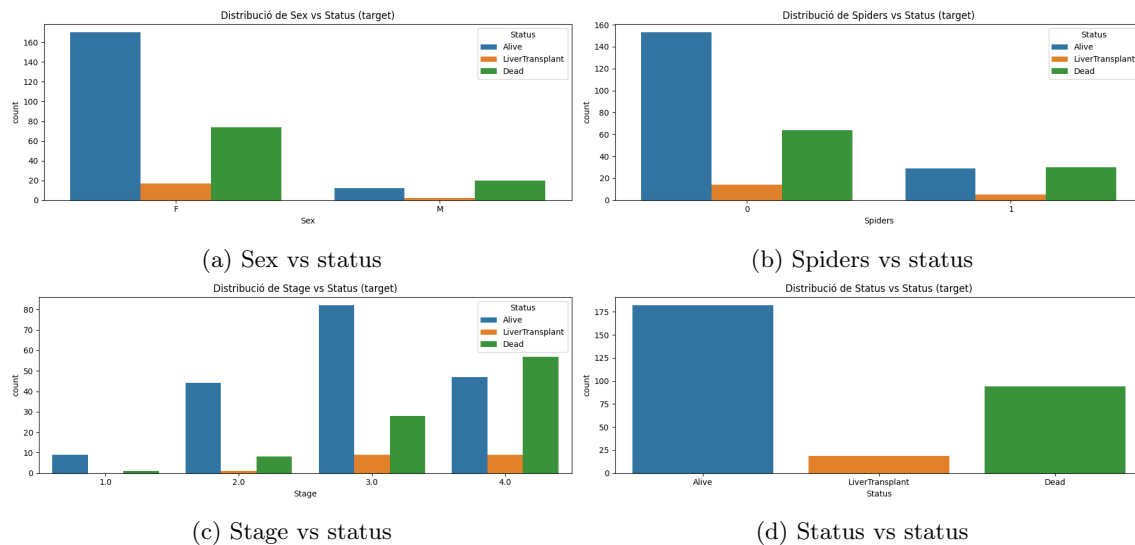 Distribució de Sex vs Status (target)
160
140
120
100
80
60
40
20
0
count
F
M
Sex
Status
Alive
LiverTransplant
Dead
(a) Sex vs status
Distribució de Spiders vs Status (target)
160
140
120
100
80
60
40
20
0
count
0
1
Spiders
Status
Alive
LiverTransplant
Dead
(b) Spiders vs status
Distribució de Stage vs Status (target)
80
70
60
50
40
30
20
10
0
count
1.0
2.0
3.0
4.0
Stage
Status
Alive
LiverTransplant
Dead
(c) Stage vs status
Distribució de Status vs Status (target)
175
150
125
100
75
50
25
0
count
Alive
LiverTransplant
Dead
Status
(d) Status vs status